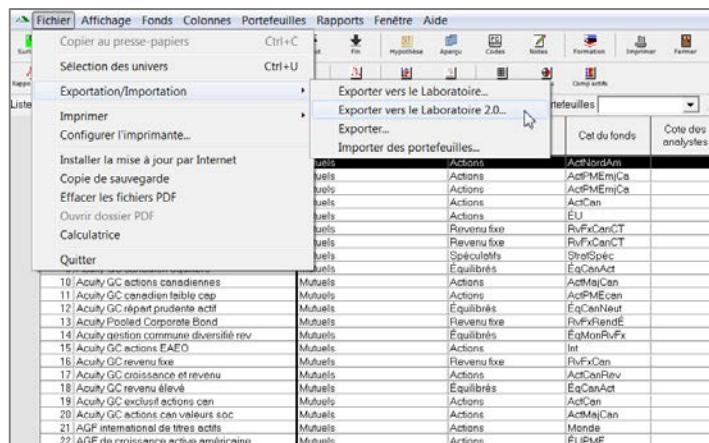 Fichier Affichage Fonds Colonnes Portefeuilles Rapports Fenêtre Aide
Copier au presse-papiers Ctrl+C
Fin Hypothèse Aperçu Codes Notes Formation Imprimer Fermer
Sélection des univers Ctrl+U
Exportation/Importation
Exporter vers le Laboratoire...
Comp actifs
Liste
Exporter vers le Laboratoire 2.0...
Imprimer
Exporter...
Configurer l'imprimante...
Importer des portefeuilles...
Cat du fonds
Cote des analystes
Installer la mise à jour par Internet
Copie de sauvegarde
Effacer les fichiers PDF
Ouvrir dossier PDF
Calculatrice
Quitter
Actions ActNordAm
Actions ActPMEmjCa
Actions ActPMEmjCa
Actions ActCan
Actions ÉU
Revenu fixe RvFxCanCT
Revenu fixe RvFxCanCT
Spéculatifs StratSpéc
Équilibrés ÉqCanAct
10 Acuity GC actions canadiennes Mutuels Actions ActMajCan
11 Acuity GC canadien faible cap Mutuels Actions ActPMEcan
12 Acuity GC répart prudente actif Mutuels Équilibrés ÉqCanNeut
13 Acuity Pooled Corporate Bond Mutuels Revenu fixe RvFxRendÉ
14 Acuity gestion commune diversifié rev Mutuels Équilibrés ÉqMonRvFx
15 Acuity GC actions EAEO Mutuels Actions Int
16 Acuity GC revenu fixe Mutuels Revenu fixe RvFxCan
17 Acuity GC croissance et revenu Mutuels Actions ActCanRev
18 Acuity GC revenu élevé Mutuels Équilibrés ÉqCanAct
19 Acuity GC exclusif actions can Mutuels Actions ActCan
20 Acuity GC actions can valeurs soc Mutuels Actions ActMajCan
21 AGF international de titres actifs Mutuels Actions Monde
22 AGF de croissance active américaine Mutuels Actions ÉUPME